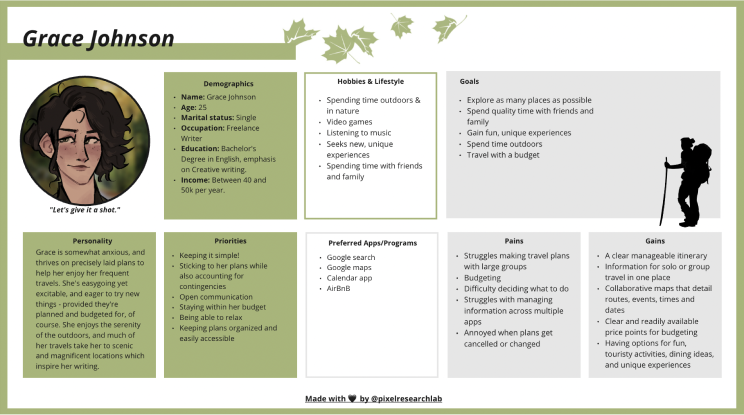 Grace Johnson
"Let's give it a shot."
Demographics
• Name: Grace Johnson
• Age: 25
• Marital status: Single
• Occupation: Freelance
Writer
• Education: Bachelor's
Degree in English, emphasis
on Creative writing.
• Income: Between 40 and
50k per year.
Hobbies & Lifestyle
• Spending time outdoors &
in nature
• Video games
• Listening to music
• Seeks new, unique
experiences
• Spending time with friends
and family
Goals
• Explore as many places as possible
• Spend quality time with friends and
family
• Gain fun, unique experiences
• Spend time outdoors
• Travel with a budget
Personality
Grace is somewhat anxious, and
thrives on precisely laid plans to
help her enjoy her frequent
travels. She's easygoing yet
excitable, and eager to try new
things - provided they're
planned and budgeted for, of
course. She enjoys the serenity
of the outdoors, and much of
her travels take her to scenic
and magnificent locations which
inspire her writing.
Priorities
• Keeping it simple!
• Sticking to her plans while
also accounting for
contingencies
• Open communication
• Staying within her budget
• Being able to relax
• Keeping plans organized and
easily accessible
Preferred Apps/Programs
• Google search
• Google maps
• Calendar app
• AirBnB
Pains
• Struggles making travel plans
with large groups
• Budgeting
• Difficulty deciding what to do
• Struggles with managing
information across multiple
apps
• Annoyed when plans get
cancelled or changed
Gains
• A clear manageable itinerary
• Information for solo or group
travel in one place
• Collaborative maps that detail
routes, events, times and
dates
• Clear and readily available
price points for budgeting
• Having options for fun,
touristy activities, dining ideas,
and unique experiences
Made with 🖤 by @pixelresearchlab